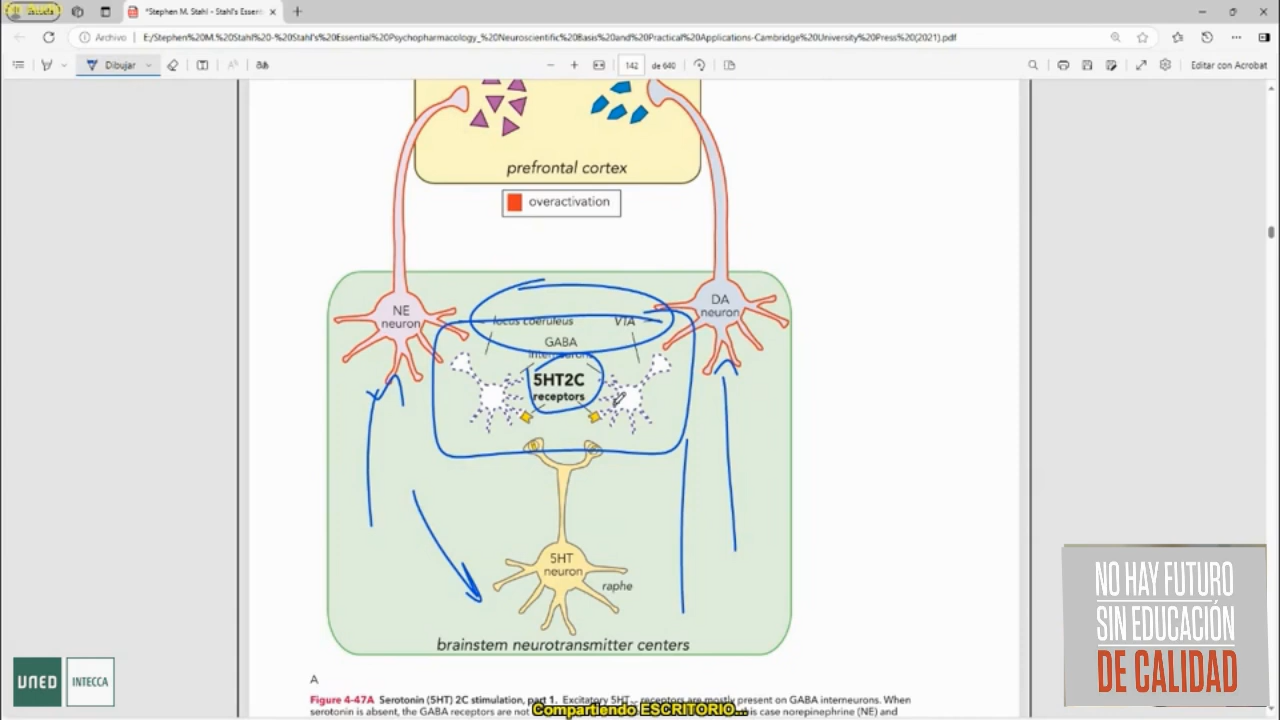 *Stephen M. Stahl - Stahl's Essen
Archivo
E:/Stephen%20M.%20Stahl%20-%20Stahl's%20Essential%20Psychopharmacology_%20Neuroscientific%20Basis%20and%20Practical%20Applications-Cambridge%20University%20Press%20(2021).pdf
Dibujar
142
de 640
Editar con Acrobat
prefrontal cortex
overactivation
NE
neuron
DA
neuron
locus coeruleus
VTA
GABA
interneurons
5HT2C
receptors
5HT
neuron
raphe
brainstem neurotransmitter centers
A
Figure 4-47A Serotonin (5HT) 2C stimulation, part 1. Excitatory 5HT receptors are mostly present on GABA interneurons. When
serotonin is absent, the GABA receptors are not case norepinephrine (NE) and
Compartiendo ESCRITORIO...
UNED
INTECCA
NO HAY FUTURO
SIN EDUCACIÓN
DE CALIDAD